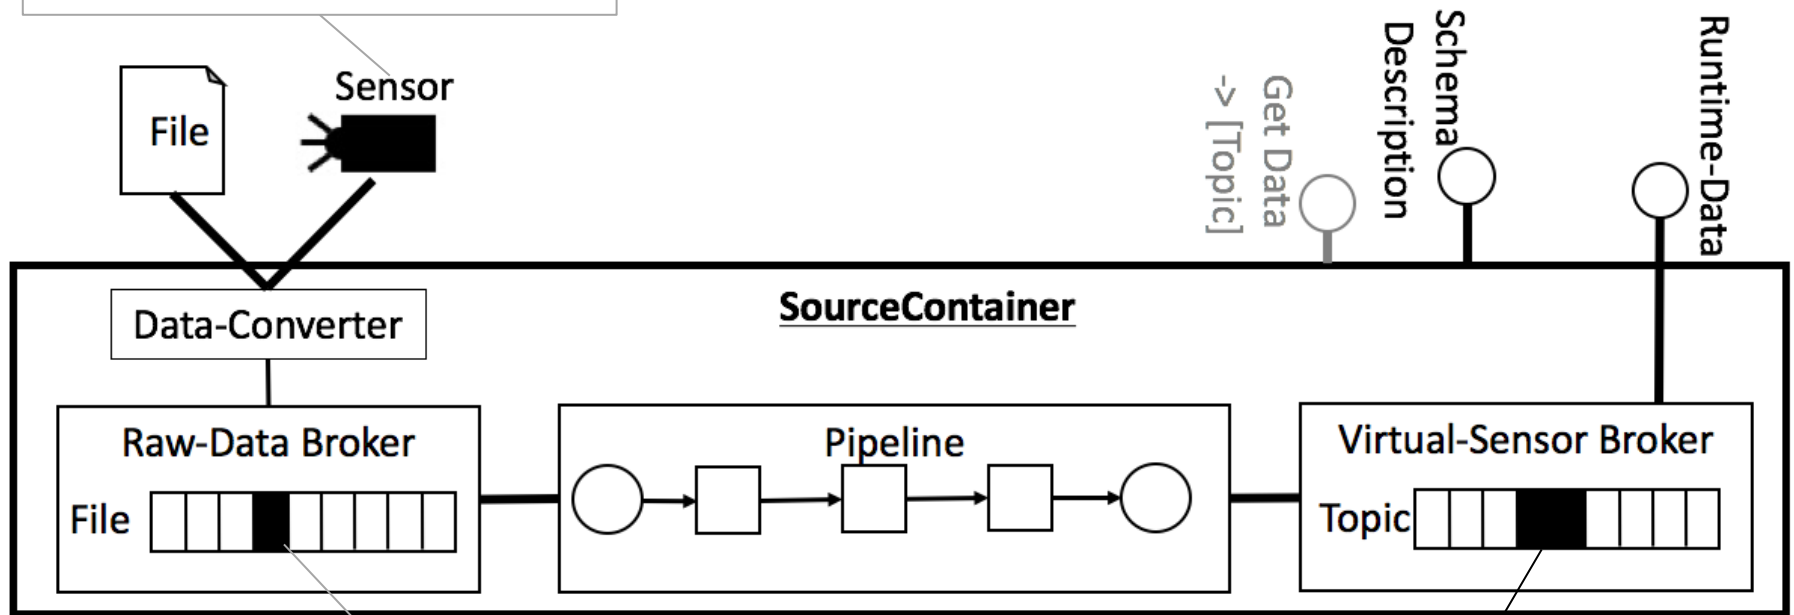 Sensor
File
Get Data
-> [Topic]
Schema
Description
Runtime-Data
SourceContainer
Data-Converter
Raw-Data Broker
File
Pipeline
Virtual-Sensor Broker
Topic